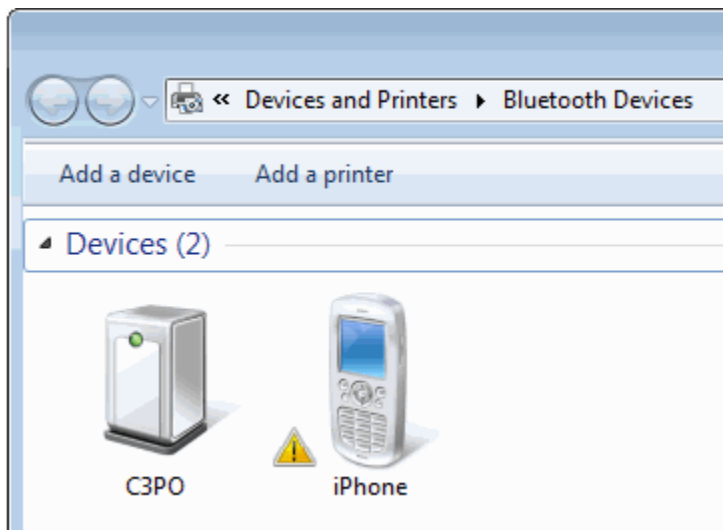 « Devices and Printers ▸ Bluetooth Devices
Add a device Add a printer
Devices (2)
C3PO iPhone